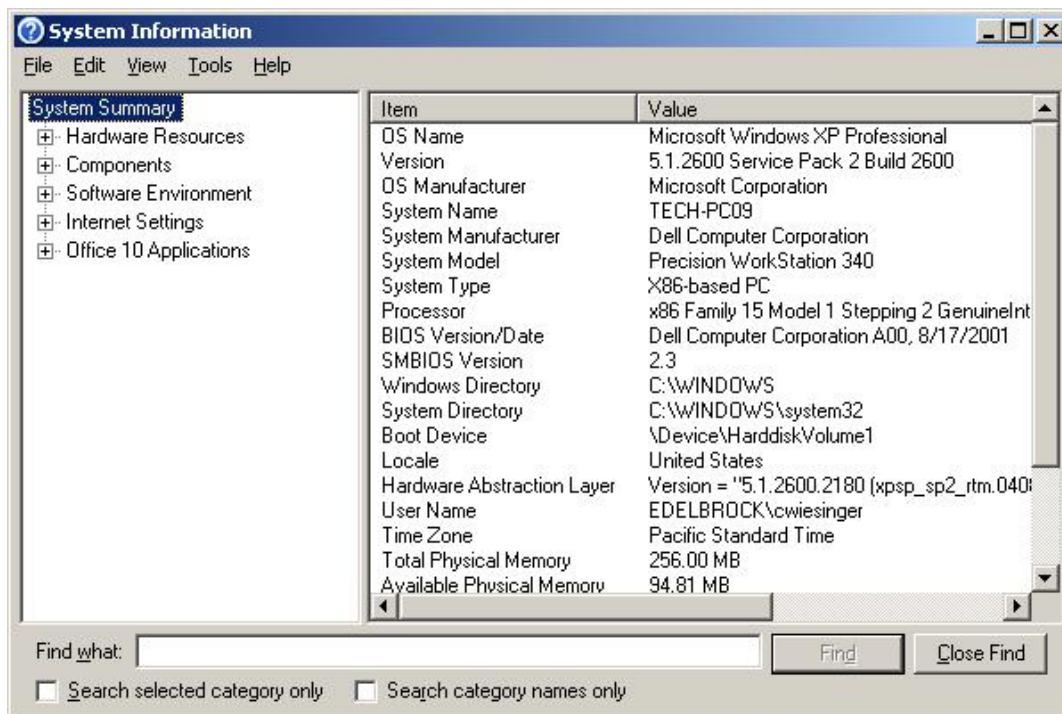 System Information
File Edit View Tools Help
System Summary
Hardware Resources
Components
Software Environment
Internet Settings
Office 10 Applications
Item Value
OS Name Microsoft Windows XP Professional
Version 5.1.2600 Service Pack 2 Build 2600
OS Manufacturer Microsoft Corporation
System Name TECH-PC09
System Manufacturer Dell Computer Corporation
System Model Precision WorkStation 340
System Type X86-based PC
Processor x86 Family 15 Model 1 Stepping 2 GenuineInt
BIOS Version/Date Dell Computer Corporation A00, 8/17/2001
SMBIOS Version 2.3
Windows Directory C:\WINDOWS
System Directory C:\WINDOWS\system32
Boot Device \Device\HarddiskVolume1
Locale United States
Hardware Abstraction Layer Version = "5.1.2600.2180 (xpsp_sp2_rtm.040
User Name EDELBROCK\cwiesinger
Time Zone Pacific Standard Time
Total Physical Memory 256.00 MB
Available Physical Memory 94.81 MB
Find what: Find Close Find
Search selected category only Search category names only